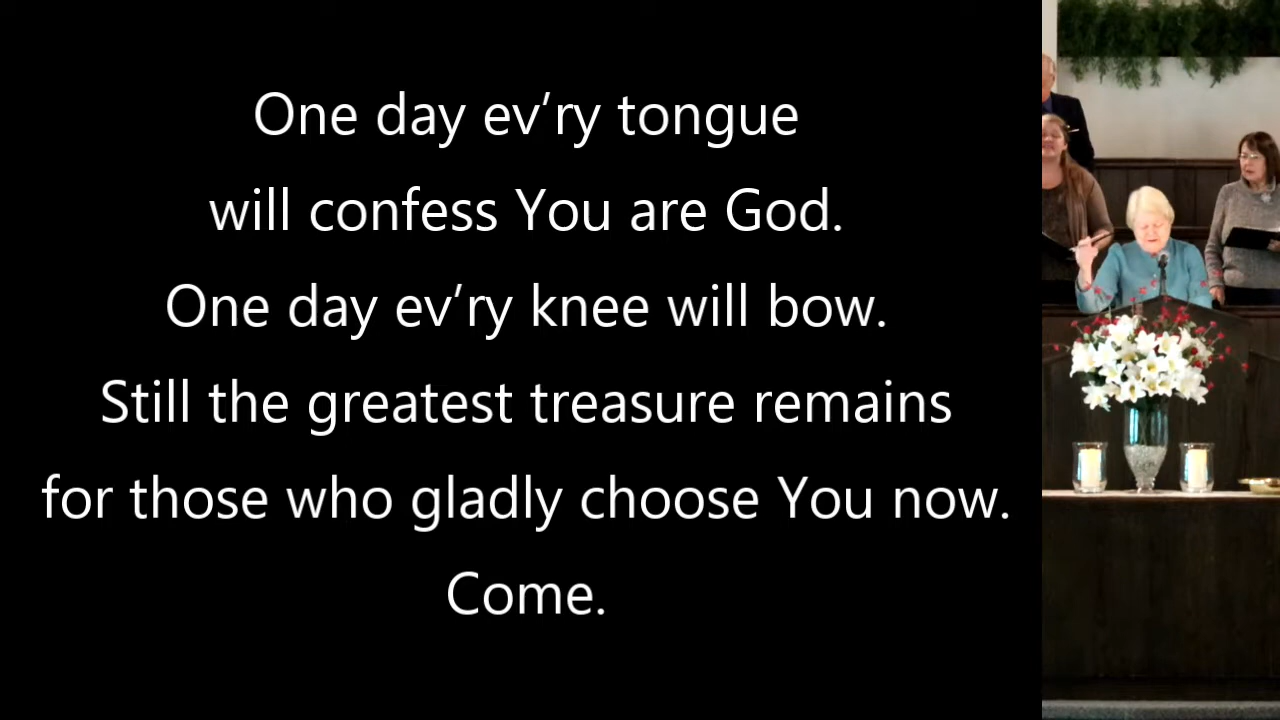 One day ev’ry tongue
will confess You are God.
One day ev’ry knee will bow.
Still the greatest treasure remains
for those who gladly choose You now.
Come.